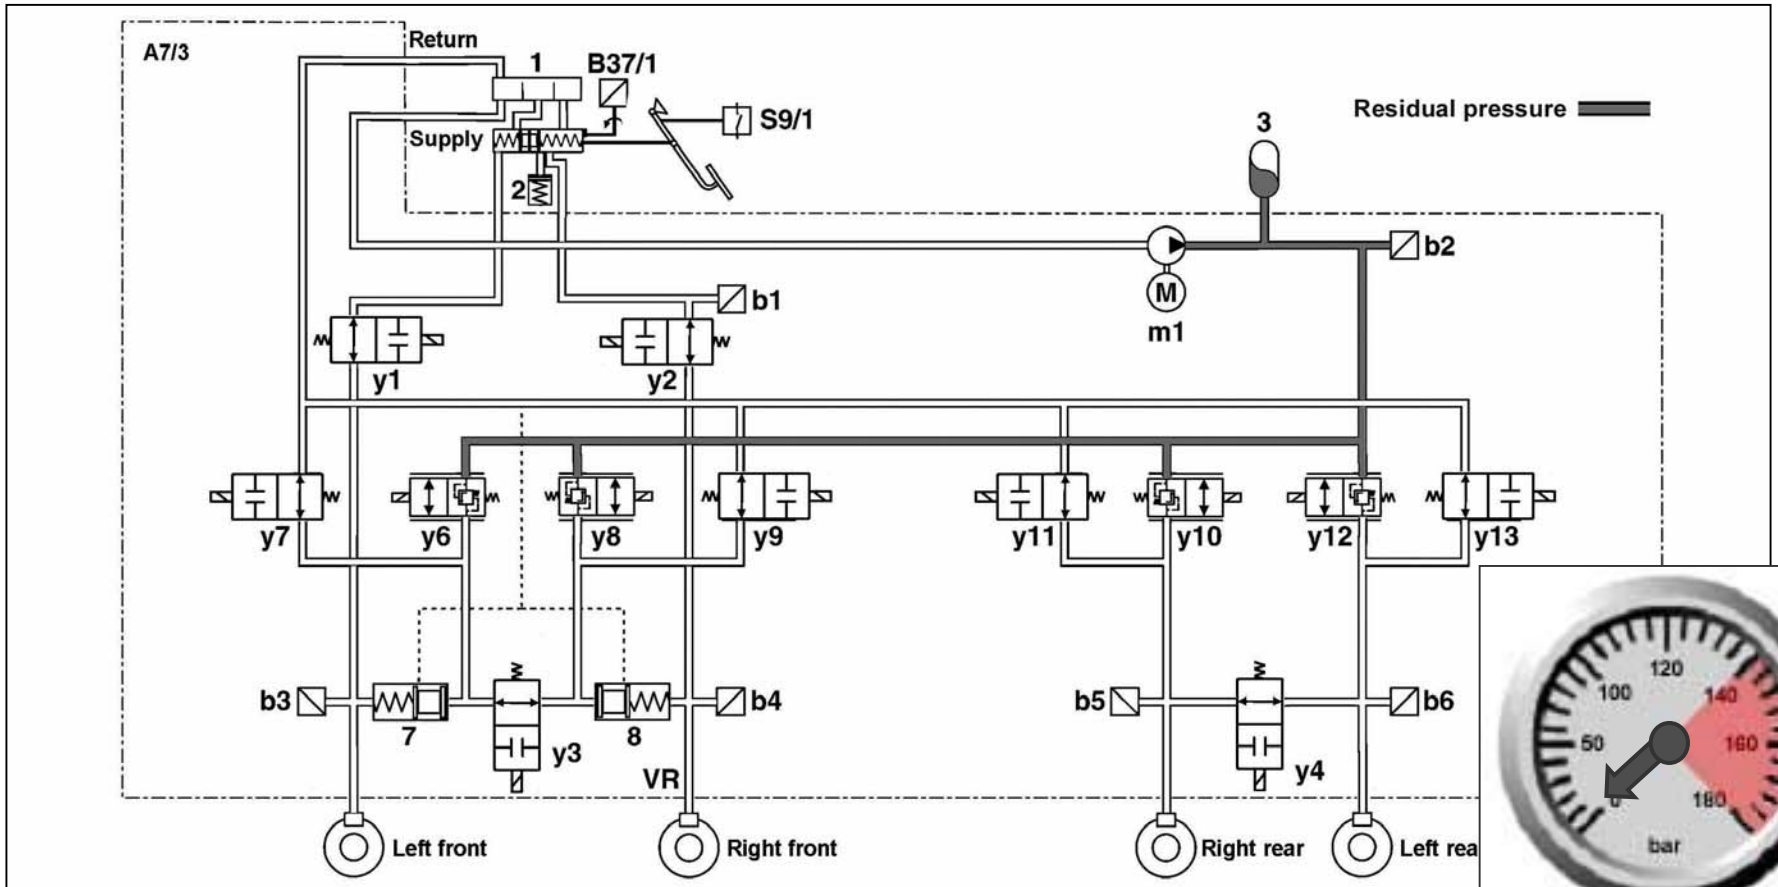 A7/3
Return
1
B37/1
S9/1
Supply
2
Residual pressure
3
b2
M
m1
b1
y1
y2
y7
y6
y8
y9
y11
y10
y12
y13
b3
7
y3
8
b4
VR
b5
y4
b6
Left front
Right front
Right rear
Left rea
120
100
140
50
160
0
180
bar